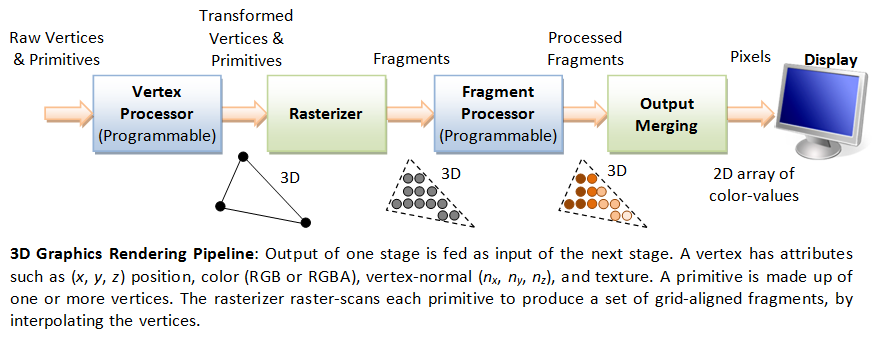 Raw Vertices
& Primitives
Transformed
Vertices &
Primitives
Fragments
Processed
Fragments
Pixels
Display
Vertex
Processor
(Programmable)
Rasterizer
Fragment
Processor
(Programmable)
Output
Merging
3D
3D
3D
2D array of
color-values
3D Graphics Rendering Pipeline: Output of one stage is fed as input of the next stage. A vertex has attributes
such as (x, y, z) position, color (RGB or RGBA), vertex-normal (nx, ny, nz), and texture. A primitive is made up of
one or more vertices. The rasterizer raster-scans each primitive to produce a set of grid-aligned fragments, by
interpolating the vertices.